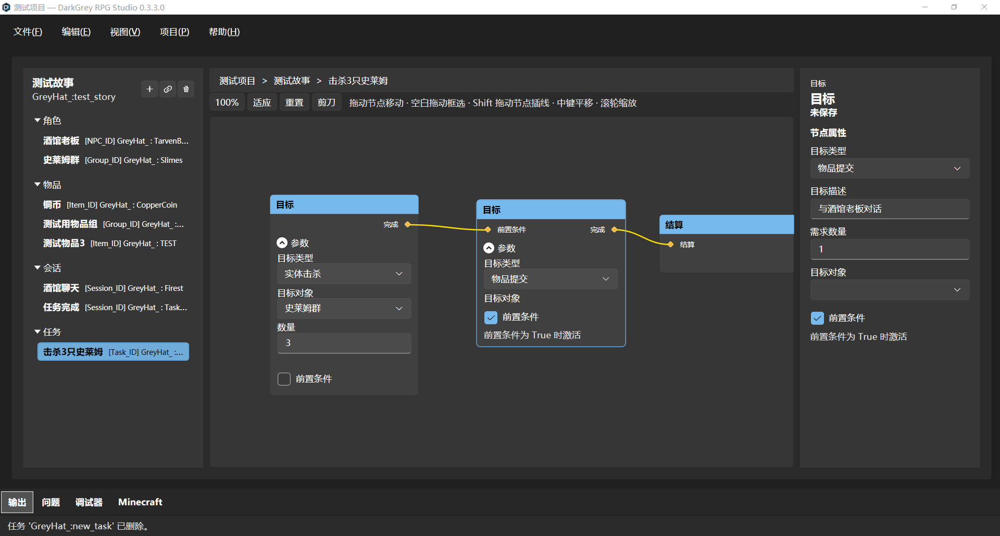 测试项目 — DarkGrey RPG Studio 0.3.3.0
文件(F) 编辑(E) 视图(V) 项目(P) 帮助(H)
测试故事
GreyHat_:test_story
角色
酒馆老板 [NPC_ID] GreyHat_ : TarvenB...
史莱姆群 [Group_ID] GreyHat_ : Slimes
物品
铜币 [Item_ID] GreyHat_ : CopperCoin
测试用物品组 [Group_ID] GreyHat_ :...
测试物品3 [Item_ID] GreyHat_ : TEST
会话
酒馆聊天 [Session_ID] GreyHat_ : Firest
任务完成 [Session_ID] GreyHat_ : Task...
任务
击杀3只史莱姆 [Task_ID] GreyHat_ :...
测试项目 > 测试故事 > 击杀3只史莱姆
100% 适应 重置 剪刀 拖动节点移动 · 空白拖动框选 · Shift 拖动节点插线 · 中键平移 · 滚轮缩放
目标
完成
参数
目标类型
实体击杀
目标对象
史莱姆群
数量
3
前置条件
目标
前置条件 完成
参数
目标类型
物品提交
目标对象
前置条件
前置条件为 True 时激活
结算
结算
目标
目标
未保存
节点属性
目标类型
物品提交
目标描述
与酒馆老板对话
需求数量
1
目标对象
前置条件
前置条件为 True 时激活
输出 问题 调试器 Minecraft
任务 'GreyHat_:new_task' 已删除。